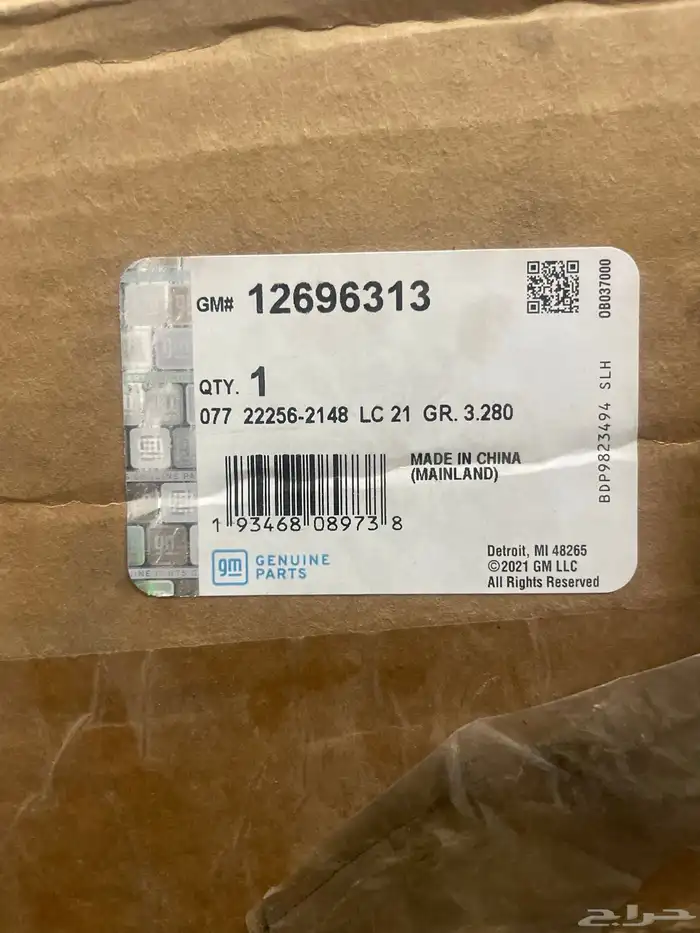 GM# 12696313
0B037000
QTY. 1
077 22256-2148 LC 21 GR. 3.280
BDP9823494 SLH
MADE IN CHINA
(MAINLAND)
1 93468 08973 8
gm GENUINE
PARTS
Detroit, MI 48265
©2021 GM LLC
All Rights Reserved
gm
حراج